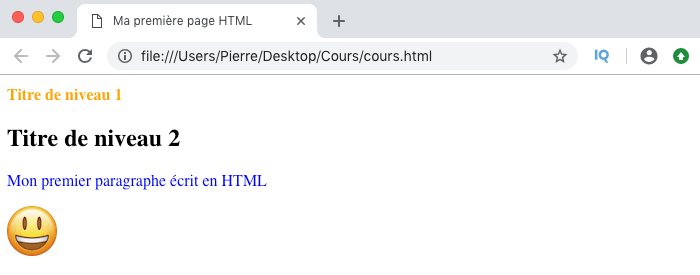 Ma première page HTML
file:///Users/Pierre/Desktop/Cours/cours.html
IQ
Titre de niveau 1
Titre de niveau 2
Mon premier paragraphe écrit en HTML